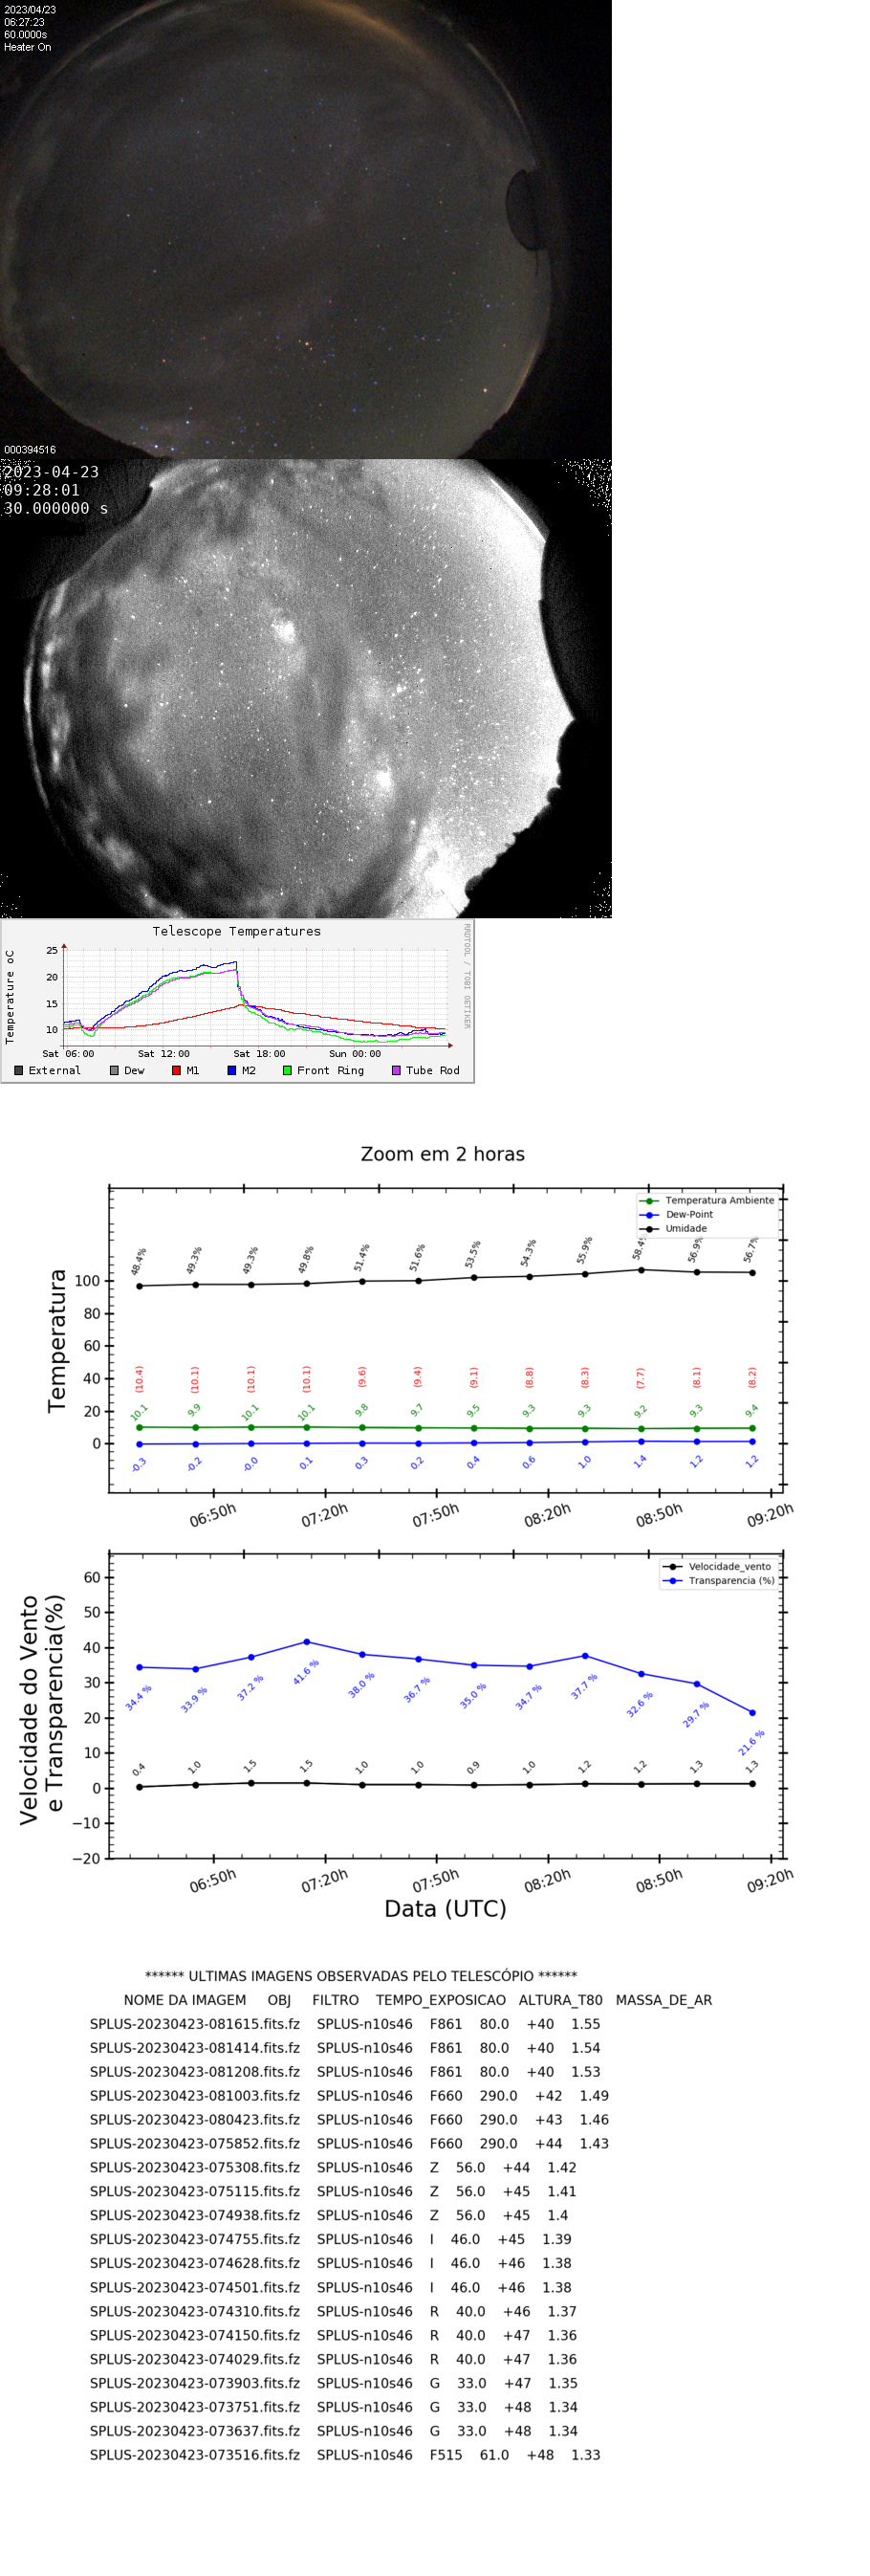 2023/04/23
06:27:23
60.0000s
Heater On
000394516
2023-04-23
09:28:01
30.000000 s
Telescope Temperatures
Temperature oC
25
20
15
10
Sat 06:00 Sat 12:00 Sat 18:00 Sun 00:00
External Dew M1 M2 Front Ring Tube Rod
RRDTOOL / TOBI OETIKER
Zoom em 2 horas
Temperatura Ambiente
Dew-Point
Umidade
Temperatura
100
80
60
40
20
0
48.4% 49.3% 49.3% 49.8% 51.4% 51.6% 53.5% 54.3% 55.9% 58.4% 56.9% 56.7%
(10.4) (10.1) (10.1) (10.1) (9.6) (9.4) (9.1) (8.8) (8.3) (7.7) (8.1) (8.2)
10.1 9.9 10.1 10.1 9.8 9.7 9.5 9.3 9.3 9.2 9.3 9.4
-0.3 -0.2 -0.0 0.1 0.3 0.2 0.4 0.6 1.0 1.4 1.2 1.2
06:50h 07:20h 07:50h 08:20h 08:50h 09:20h
Velocidade_vento
Transparencia (%)
Velocidade do Vento
e Transparencia(%)
60
50
40
30
20
10
0
−10
−20
34.4 % 33.9 % 37.2 % 41.6 % 38.0 % 36.7 % 35.0 % 34.7 % 37.7 % 32.6 % 29.7 % 21.6 %
0.4 1.0 1.5 1.5 1.0 1.0 0.9 1.0 1.2 1.2 1.3 1.3
06:50h 07:20h 07:50h 08:20h 08:50h 09:20h
Data (UTC)
****** ULTIMAS IMAGENS OBSERVADAS PELO TELESCÓPIO ******
NOME DA IMAGEM OBJ FILTRO TEMPO_EXPOSICAO ALTURA_T80 MASSA_DE_AR
SPLUS-20230423-081615.fits.fz SPLUS-n10s46 F861 80.0 +40 1.55
SPLUS-20230423-081414.fits.fz SPLUS-n10s46 F861 80.0 +40 1.54
SPLUS-20230423-081208.fits.fz SPLUS-n10s46 F861 80.0 +40 1.53
SPLUS-20230423-081003.fits.fz SPLUS-n10s46 F660 290.0 +42 1.49
SPLUS-20230423-080423.fits.fz SPLUS-n10s46 F660 290.0 +43 1.46
SPLUS-20230423-075852.fits.fz SPLUS-n10s46 F660 290.0 +44 1.43
SPLUS-20230423-075308.fits.fz SPLUS-n10s46 Z 56.0 +44 1.42
SPLUS-20230423-075115.fits.fz SPLUS-n10s46 Z 56.0 +45 1.41
SPLUS-20230423-074938.fits.fz SPLUS-n10s46 Z 56.0 +45 1.4
SPLUS-20230423-074755.fits.fz SPLUS-n10s46 I 46.0 +45 1.39
SPLUS-20230423-074628.fits.fz SPLUS-n10s46 I 46.0 +46 1.38
SPLUS-20230423-074501.fits.fz SPLUS-n10s46 I 46.0 +46 1.38
SPLUS-20230423-074310.fits.fz SPLUS-n10s46 R 40.0 +46 1.37
SPLUS-20230423-074150.fits.fz SPLUS-n10s46 R 40.0 +47 1.36
SPLUS-20230423-074029.fits.fz SPLUS-n10s46 R 40.0 +47 1.36
SPLUS-20230423-073903.fits.fz SPLUS-n10s46 G 33.0 +47 1.35
SPLUS-20230423-073751.fits.fz SPLUS-n10s46 G 33.0 +48 1.34
SPLUS-20230423-073637.fits.fz SPLUS-n10s46 G 33.0 +48 1.34
SPLUS-20230423-073516.fits.fz SPLUS-n10s46 F515 61.0 +48 1.33